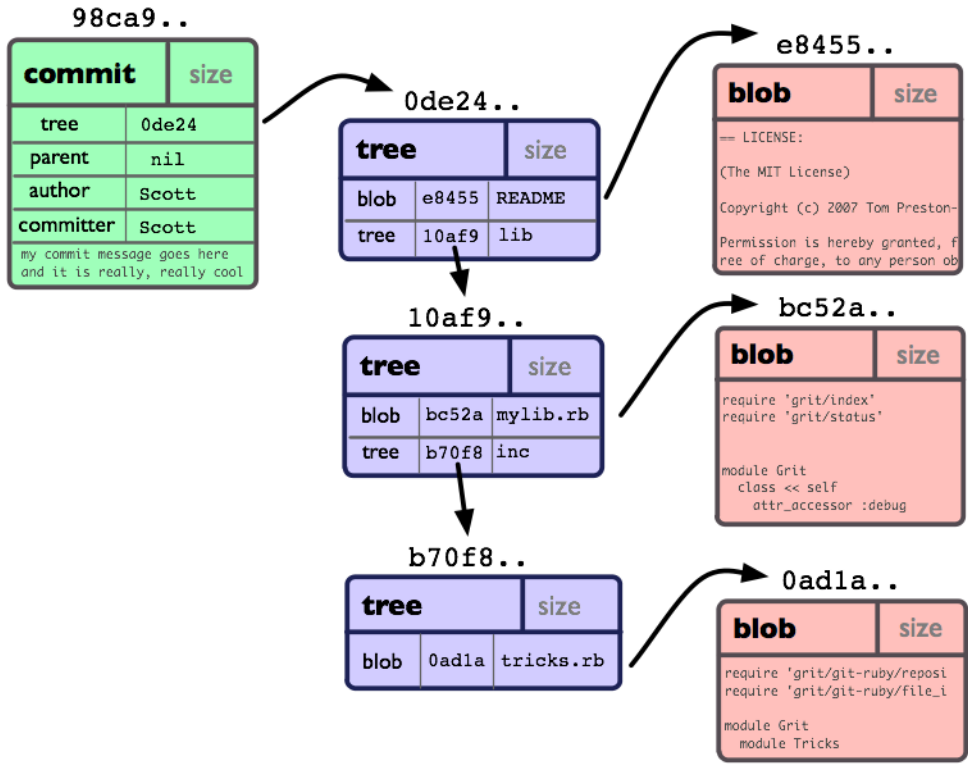 98ca9..
commit size
tree 0de24
parent nil
author Scott
committer Scott
my commit message goes here
and it is really, really cool
0de24..
tree size
blob e8455 README
tree 10af9 lib
10af9..
tree size
blob bc52a mylib.rb
tree b70f8 inc
b70f8..
tree size
blob 0ad1a tricks.rb
e8455..
blob size
== LICENSE:
(The MIT License)
Copyright (c) 2007 Tom Preston-
Permission is hereby granted, f
ree of charge, to any person ob
bc52a..
blob size
require 'grit/index'
require 'grit/status'
module Grit
class << self
attr_accessor :debug
0ad1a..
blob size
require 'grit/git-ruby/reposi
require 'grit/git-ruby/file_i
module Grit
module Tricks